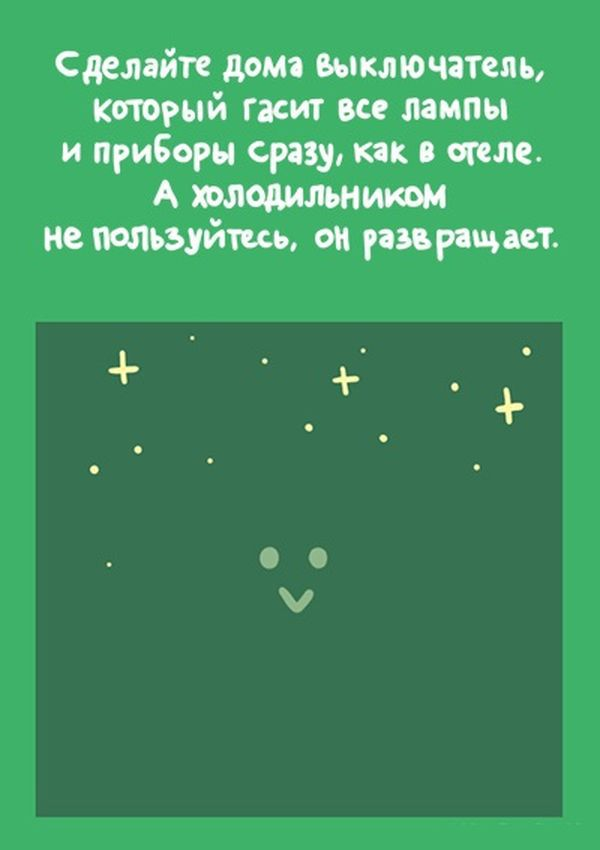 Сделайте дома выключатель,
который гасит все лампы
и приборы сразу, как в отеле.
А холодильником
не пользуйтесь, он развращает.